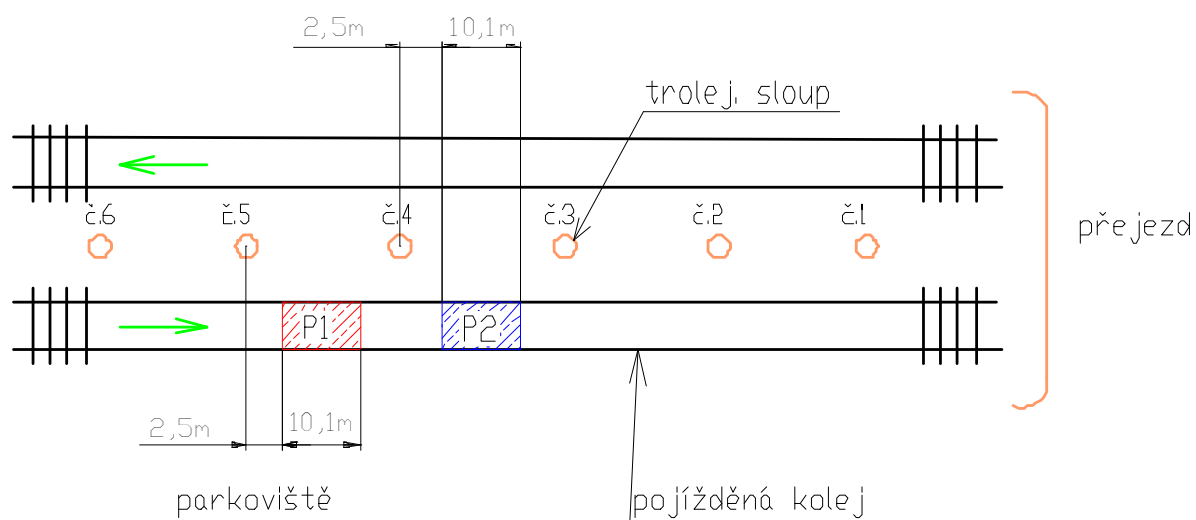 2,5m
10,1m
trolej. sloup
č.6
č.5
č.4
č.3
č.2
č.1
přejezd
P1
P2
2,5m
10,1m
parkoviště
pojížděná kolej